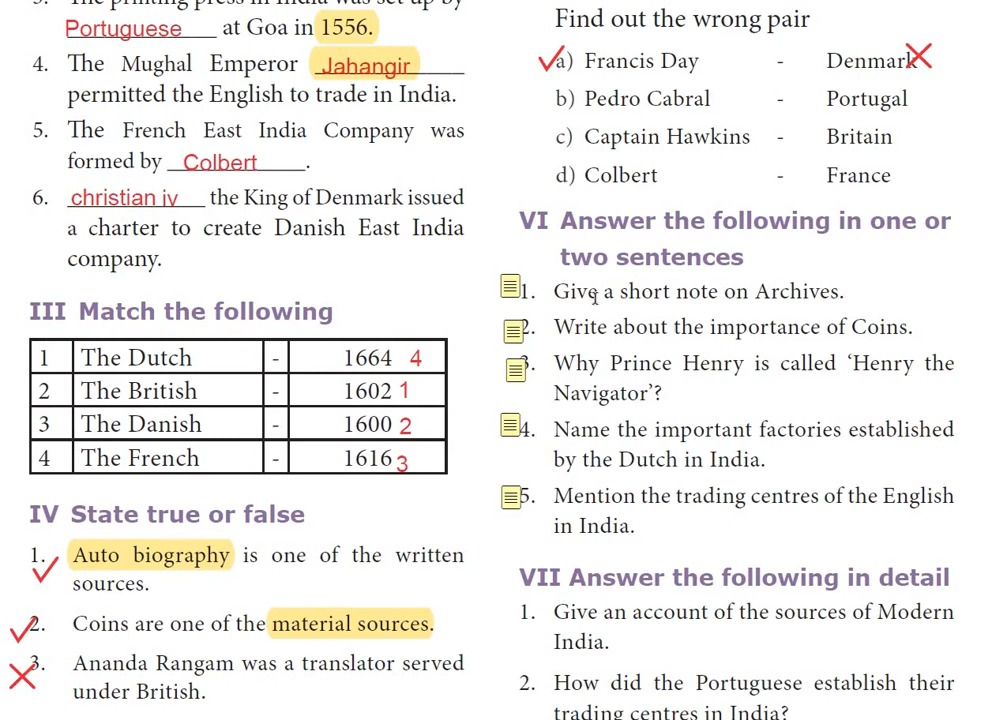 3. The printing press in India was set up by
Portuguese at Goa in 1556.
4. The Mughal Emperor Jahangir
permitted the English to trade in India.
5. The French East India Company was
formed by Colbert.
6. christian iv the King of Denmark issued
a charter to create Danish East India
company.
III Match the following
1 The Dutch - 1664 4
2 The British - 1602 1
3 The Danish - 1600 2
4 The French - 1616 3
IV State true or false
1. Auto biography is one of the written
sources.
2. Coins are one of the material sources.
3. Ananda Rangam was a translator served
under British.
Find out the wrong pair
a) Francis Day - Denmark
b) Pedro Cabral - Portugal
c) Captain Hawkins - Britain
d) Colbert - France
VI Answer the following in one or
two sentences
1. Give a short note on Archives.
2. Write about the importance of Coins.
3. Why Prince Henry is called ‘Henry the
Navigator’?
4. Name the important factories established
by the Dutch in India.
5. Mention the trading centres of the English
in India.
VII Answer the following in detail
1. Give an account of the sources of Modern
India.
2. How did the Portuguese establish their
trading centres in India?